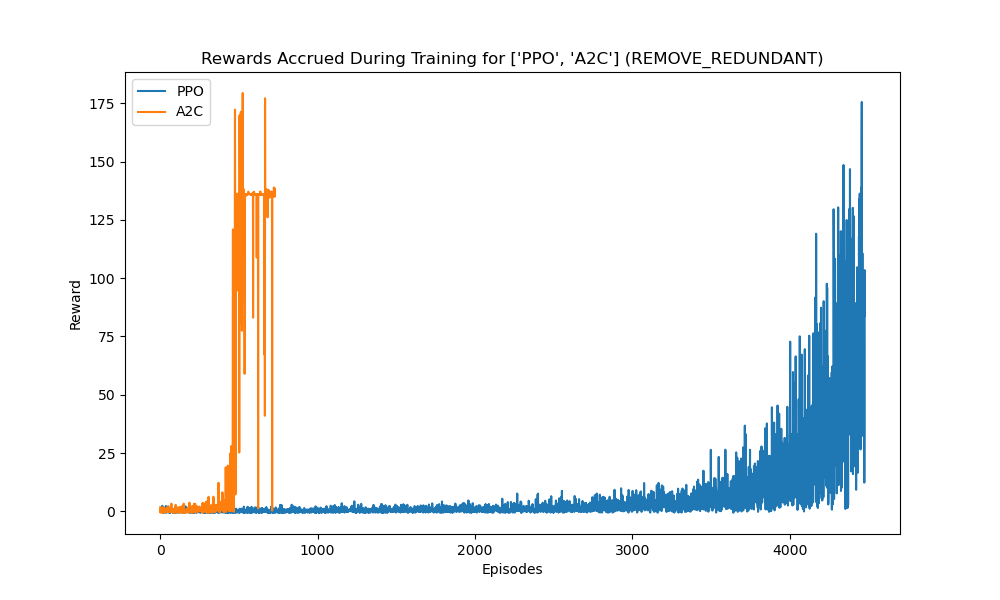 Rewards Accrued During Training for ['PPO', 'A2C'] (REMOVE_REDUNDANT)
PPO
A2C
175
150
125
100
75
50
25
0
Reward
0 1000 2000 3000 4000
Episodes